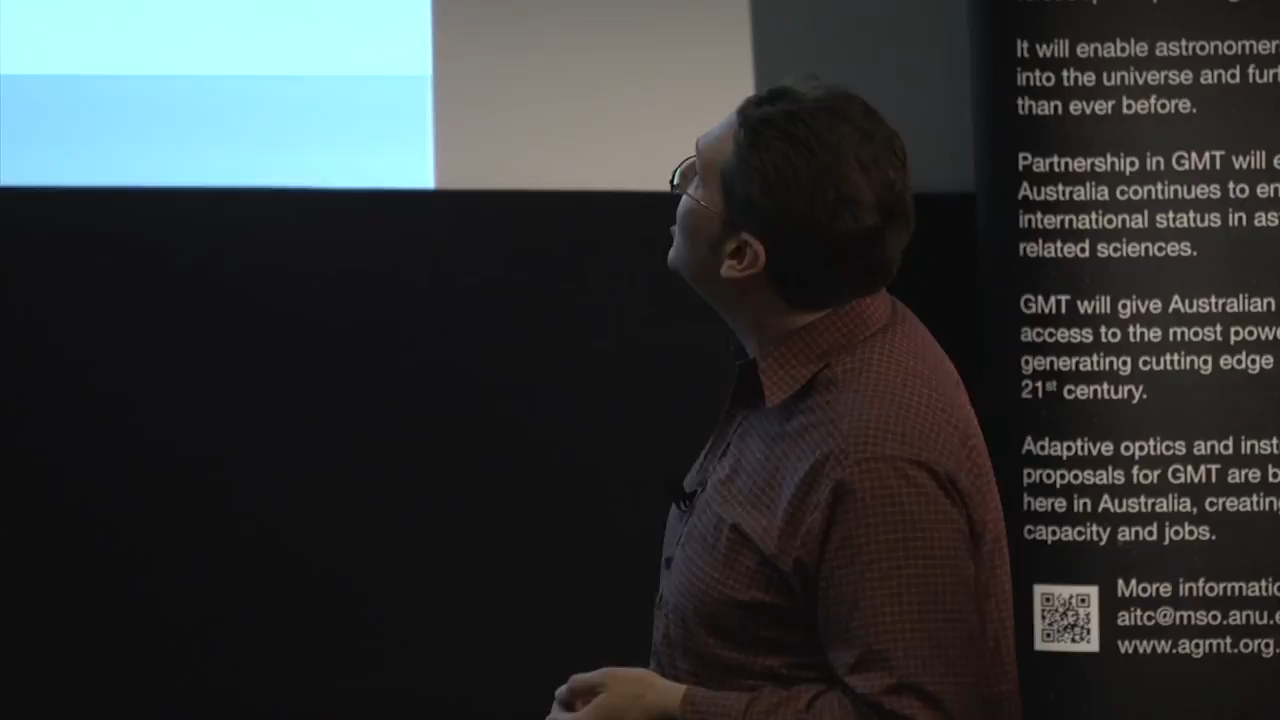 It will enable astronomer
into the universe and furt
than ever before.
Partnership in GMT will e
Australia continues to en
international status in as
related sciences.
GMT will give Australian
access to the most powe
generating cutting edge
21st century.
Adaptive optics and inst
proposals for GMT are b
here in Australia, creating
capacity and jobs.
More informatio
aitc@mso.anu.e
www.agmt.org.